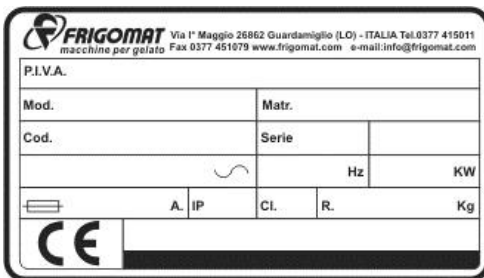 FRIGOMAT Via I° Maggio 26862 Guardamiglio (LO) - ITALIA Tel.0377 415011
macchine per gelato Fax 0377 451079 www.frigomat.com e-mail:info@frigomat.com
P.I.V.A.
Mod. Matr.
Cod. Serie
Hz KW
A. IP Cl. R. Kg
CE